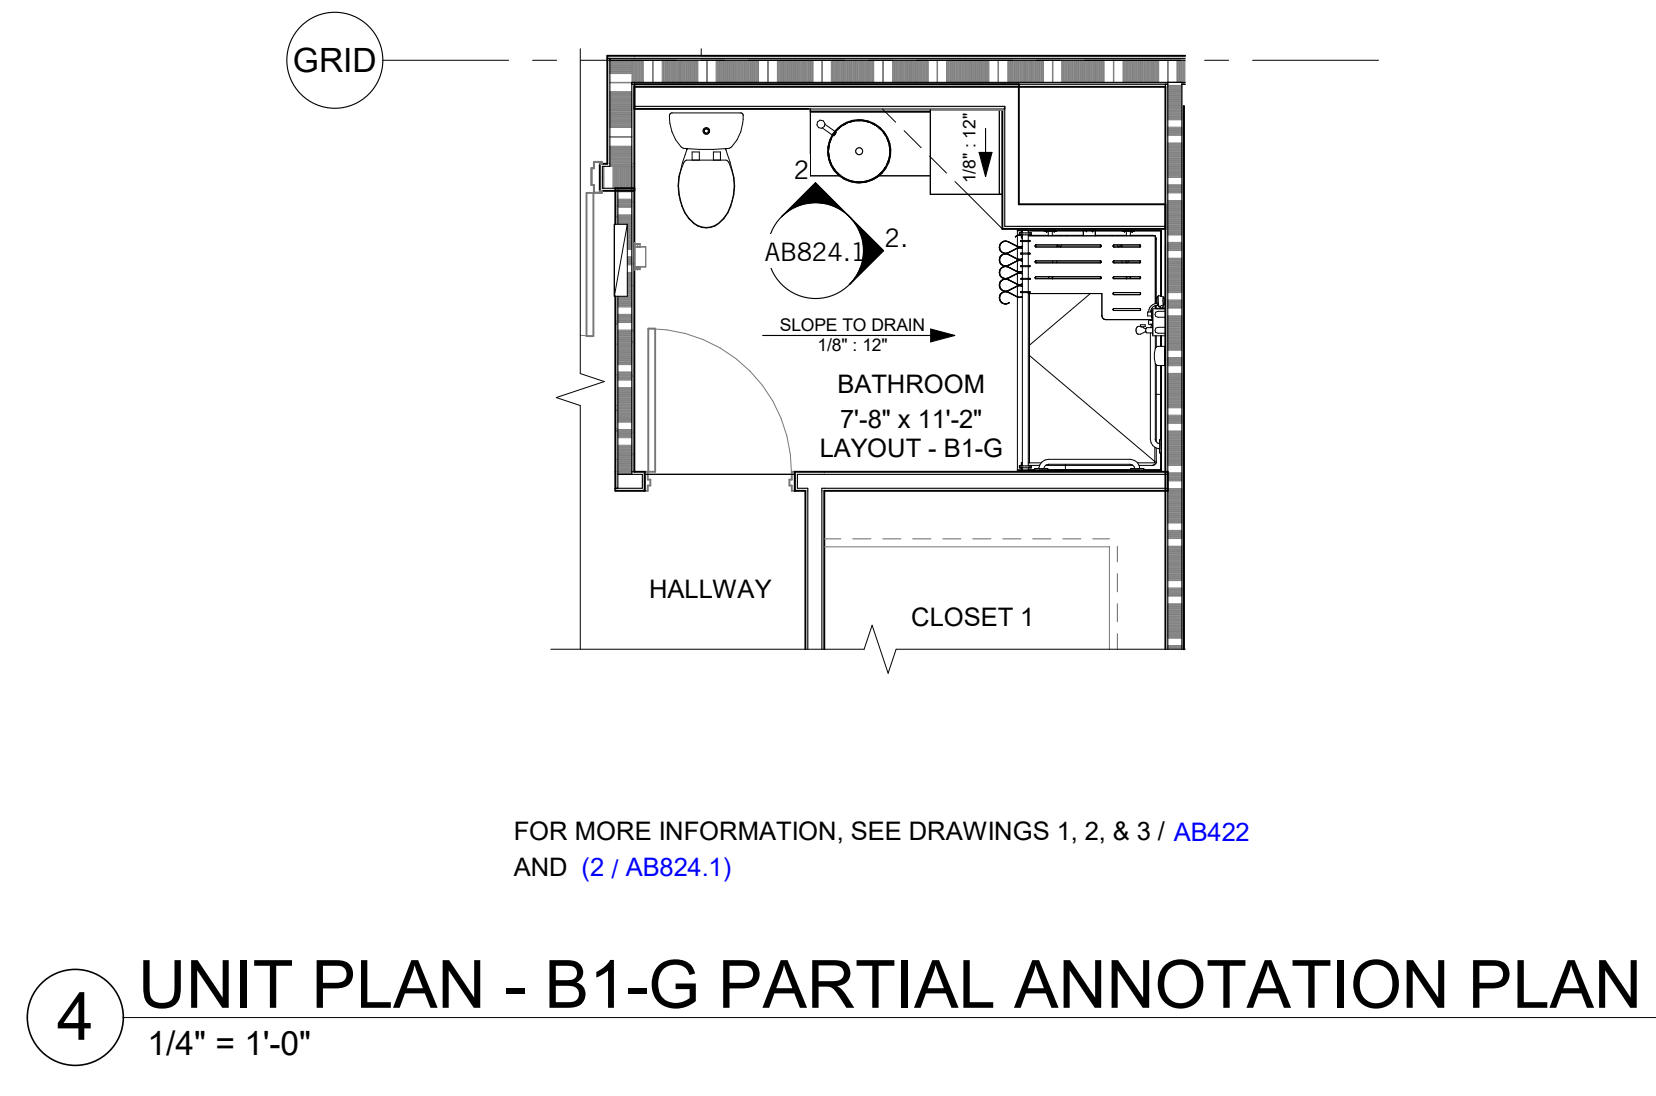 GRID
1/8" : 12"
2
AB824.1
2.
SLOPE TO DRAIN
1/8" : 12"
BATHROOM
7'-8" x 11'-2"
LAYOUT - B1-G
HALLWAY
CLOSET 1
FOR MORE INFORMATION, SEE DRAWINGS 1, 2, & 3 / AB422
AND (2 / AB824.1)
4 UNIT PLAN - B1-G PARTIAL ANNOTATION PLAN
1/4" = 1'-0"